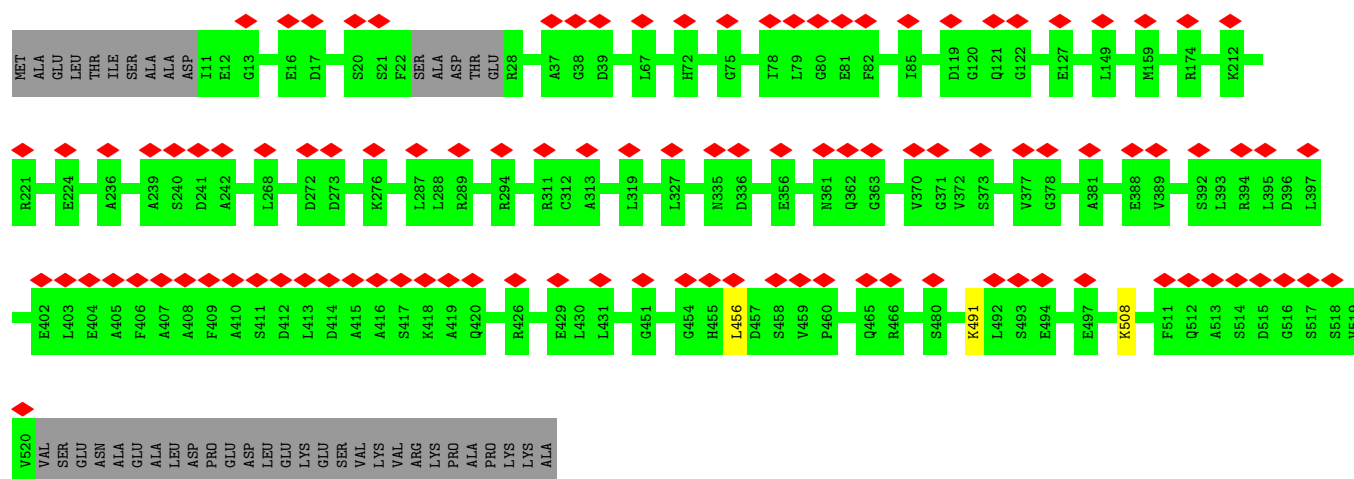 MET ALA GLU LEU THR ILE SER ALA ALA ASP I11 E12 G13 E16 D17 S20 S21 F22 SER ALA ASP THR GLU R28 A37 G38 D39 L67 H72 G75 I78 L79 G80 E81 F82 I85 D119 G120 Q121 G122 E127 L149 M159 R174 K212
R221 E224 A236 A239 S240 D241 A242 L268 D272 D273 K276 L287 L288 R289 R294 R311 C312 A313 L319 L327 N335 D336 E356 N361 Q362 G363 V370 G371 V372 S373 V377 G378 A381 E388 V389 S392 L393 R394 L395 D396 L397
E402 L403 E404 A405 F406 A407 A408 F409 A410 S411 D412 L413 D414 A415 A416 S417 K418 A419 Q420 R426 E429 L430 L431 G451 G454 H455 L456 D457 S458 V459 P460 Q465 R466 S480 K491 L492 S493 E494 E497 K508 F511 Q512 A513 S514 D515 G516 S517 S518
V520 VAL SER GLU ASN ALA GLU ALA LEU ASP PRO GLU ASP LEU GLU LYS GLU SER VAL LYS VAL ARG LYS PRO ALA PRO LYS LYS ALA